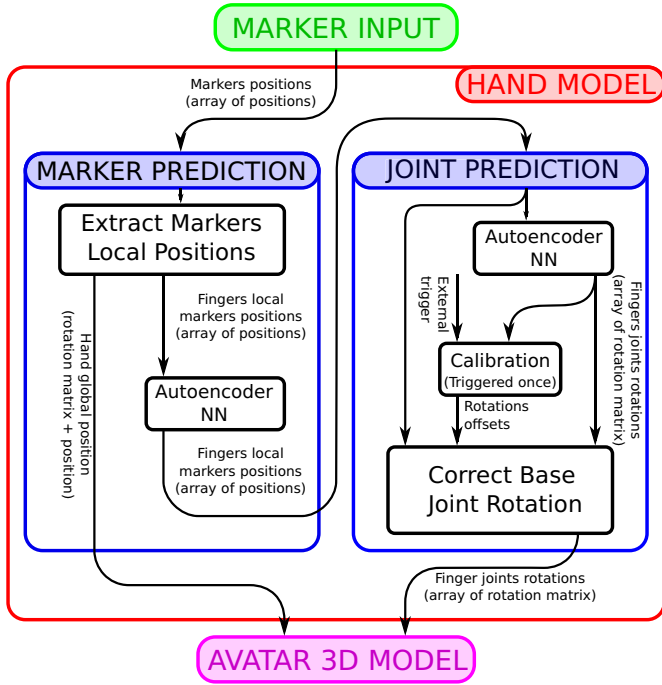 MARKER INPUT
Markers positions
(array of positions)
HAND MODEL
MARKER PREDICTION
Extract Markers
Local Positions
Hand global position
(rotation matrix + position)
Fingers local
markers positions
(array of positions)
Autoencoder
NN
Fingers local
markers positions
(array of positions)
JOINT PREDICTION
Autoencoder
NN
External
trigger
Fingers joints rotations
(array of rotation matrix)
Calibration
(Triggered once)
Rotations
offsets
Correct Base
Joint Rotation
Finger joints rotations
(array of rotation matrix)
AVATAR 3D MODEL